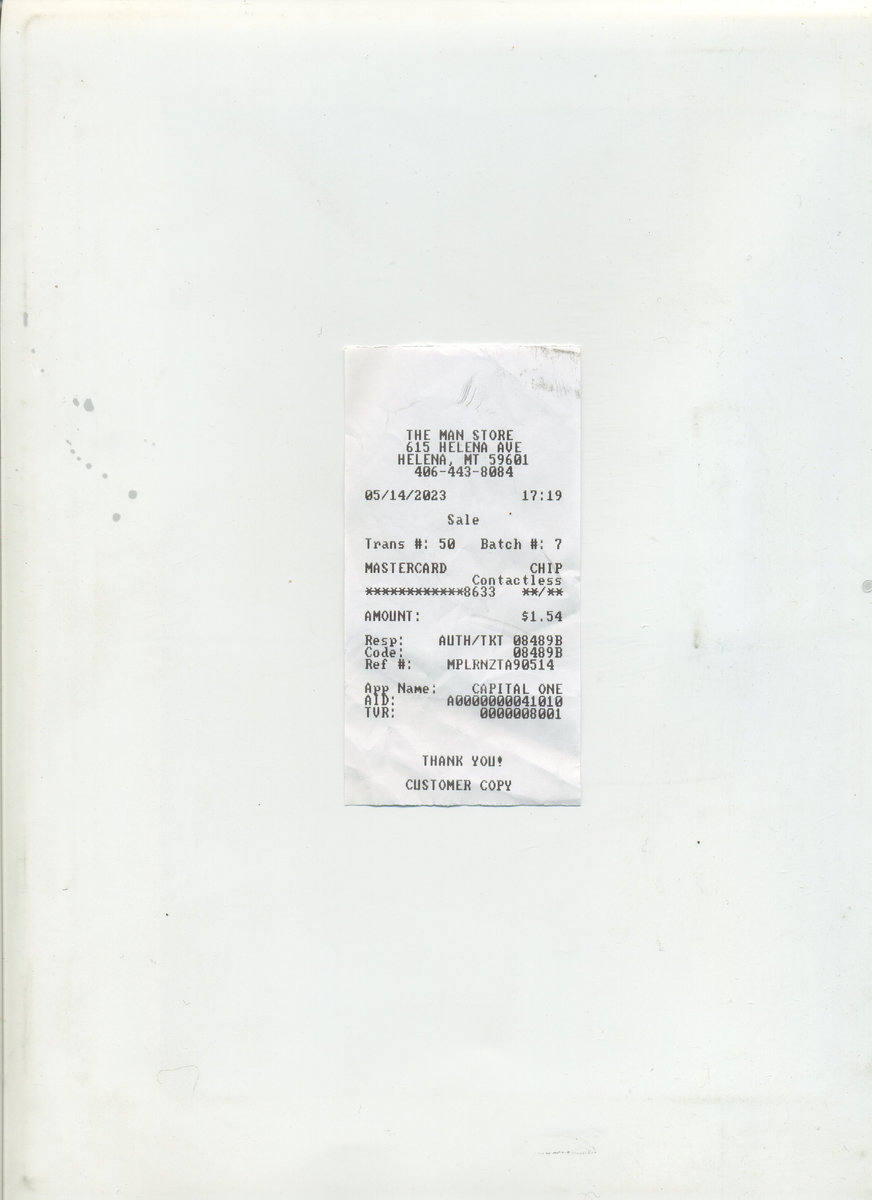 THE MAN STORE
615 HELENA AVE
HELENA, MT 59601
406-443-8084
05/14/2023 17:19
Sale
Trans #: 50 Batch #: 7
MASTERCARD CHIP
Contactless
************8633 **/**
AMOUNT: $1.54
Resp: AUTH/TKT 08489B
Code: 08489B
Ref #: MPLRNZTA90514
App Name: CAPITAL ONE
AID: A0000000041010
TVR: 0000008001
THANK YOU!
CUSTOMER COPY